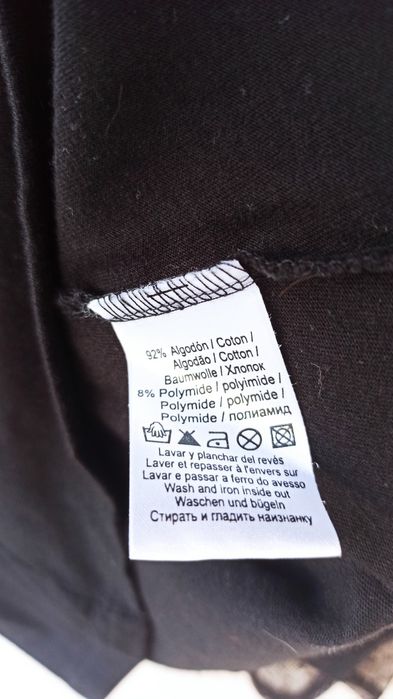 92% Algodón / Coton /
Algodão / Cotton /
Baumwolle / Хлопок
8% Polymide / polyimide /
Polymide / polymide /
Polymide / полиамид
Lavar y planchar del revés
Laver et repasser à l'envers sur
Lavar e passar a ferro do avesso
Wash and iron inside out
Waschen und bügeln
Стирать и гладить наизнанку